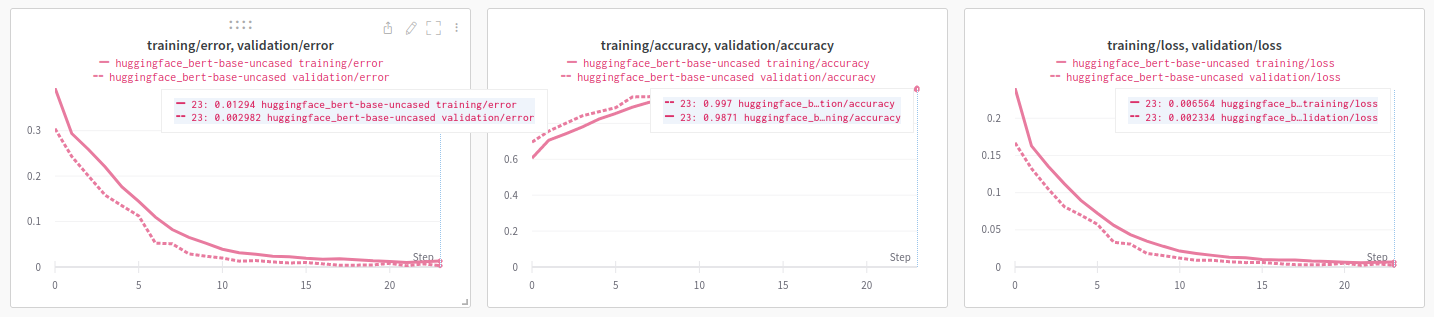 training/error, validation/error
huggingface_bert-base-uncased training/error
huggingface_bert-base-uncased validation/error
23: 0.01294 huggingface_bert-base-uncased training/error
23: 0.002982 huggingface_bert-base-uncased validation/error
0.3
0.2
0.1
0
Step
0 5 10 15 20
training/accuracy, validation/accuracy
huggingface_bert-base-uncased training/accuracy
huggingface_bert-base-uncased validation/accuracy
23: 0.997 huggingface_b…tion/accuracy
23: 0.9871 huggingface_b…ning/accuracy
0.6
0.4
0.2
0
Step
0 5 10 15 20
training/loss, validation/loss
huggingface_bert-base-uncased training/loss
huggingface_bert-base-uncased validation/loss
23: 0.006564 huggingface_b…training/loss
23: 0.002334 huggingface_b…lidation/loss
0.2
0.15
0.1
0.05
0
Step
0 5 10 15 20